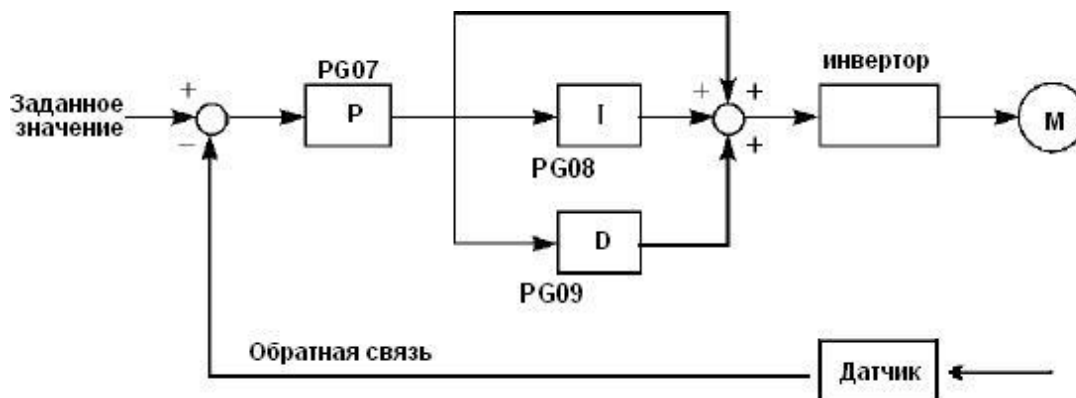 PG07
инвертор
Заданное
значение
+
−
P
I
+
+
+
M
PG08
D
PG09
Обратная связь
Датчик